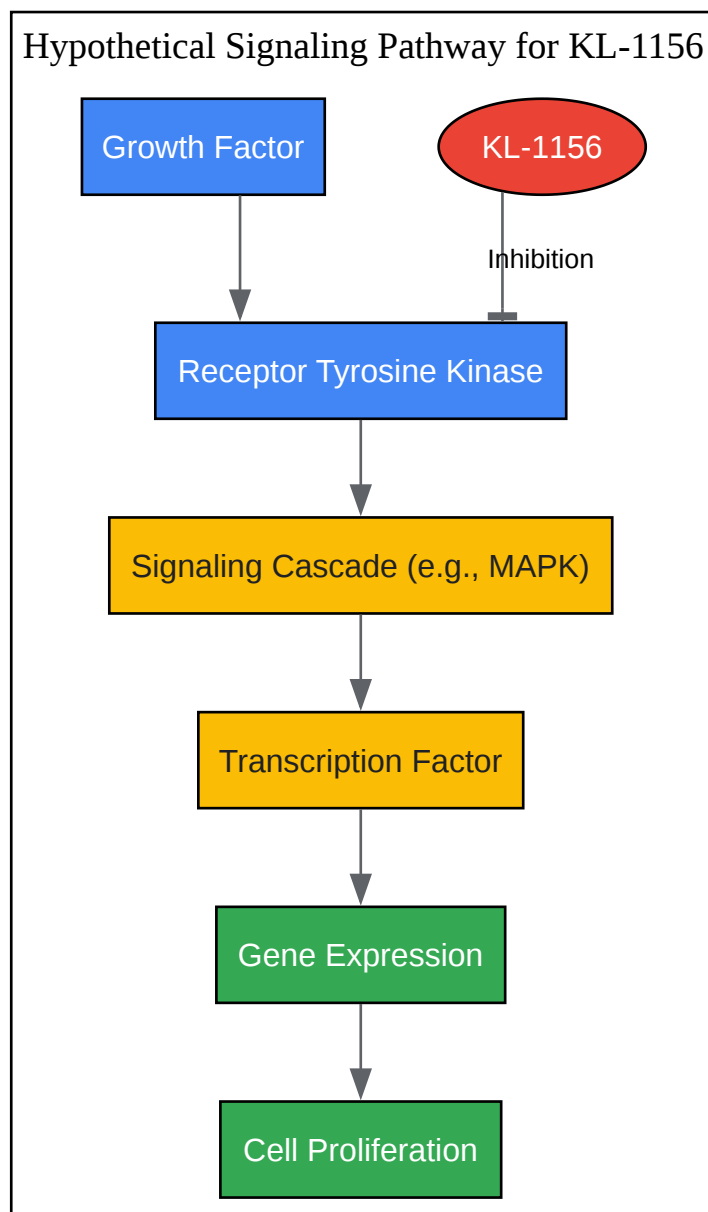 Hypothetical Signaling Pathway for KL-1156
Growth Factor
KL-1156
Inhibition
Receptor Tyrosine Kinase
Signaling Cascade (e.g., MAPK)
Transcription Factor
Gene Expression
Cell Proliferation